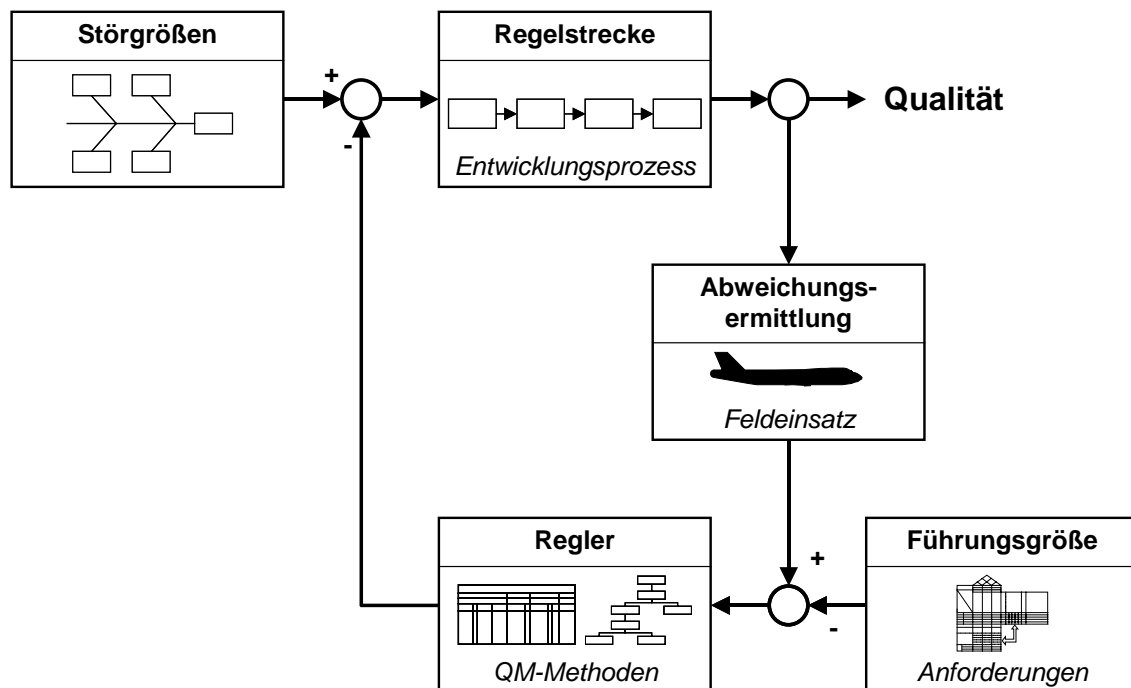 Störgrößen
Regelstrecke
+
-
Qualität
Entwicklungsprozess
Abweichungs-
ermittlung
Feldeinsatz
Regler
Führungsgröße
+
-
QM-Methoden
Anforderungen